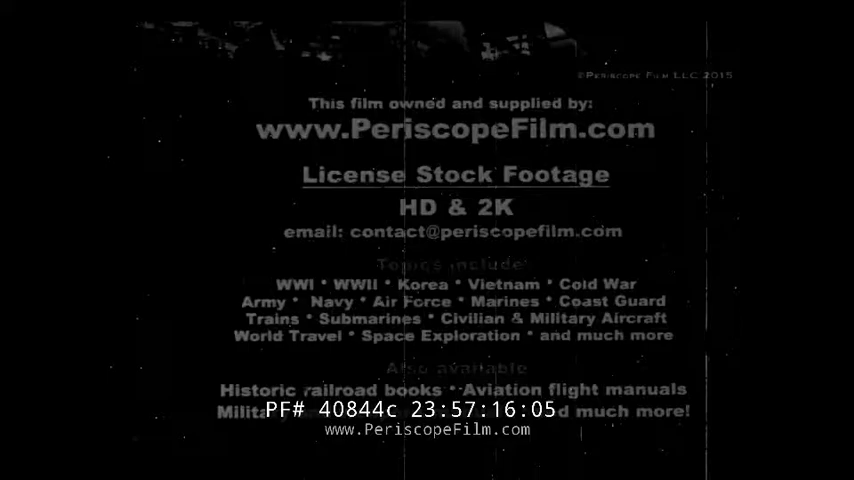 ©Periscope Film LLC 2015
This film owned and supplied by:
www.PeriscopeFilm.com
License Stock Footage
HD & 2K
email: contact@periscopefilm.com
Topics include:
WWI * WWII * Korea * Vietnam * Cold War
Army * Navy * Air Force * Marines * Coast Guard
Trains * Submarines * Civilian & Military Aircraft
World Travel * Space Exploration * and much more
Also available
Historic railroad books * Aviation flight manuals
PF# 40844c 23:57:16:05
d much more!
www.PeriscopeFilm.com